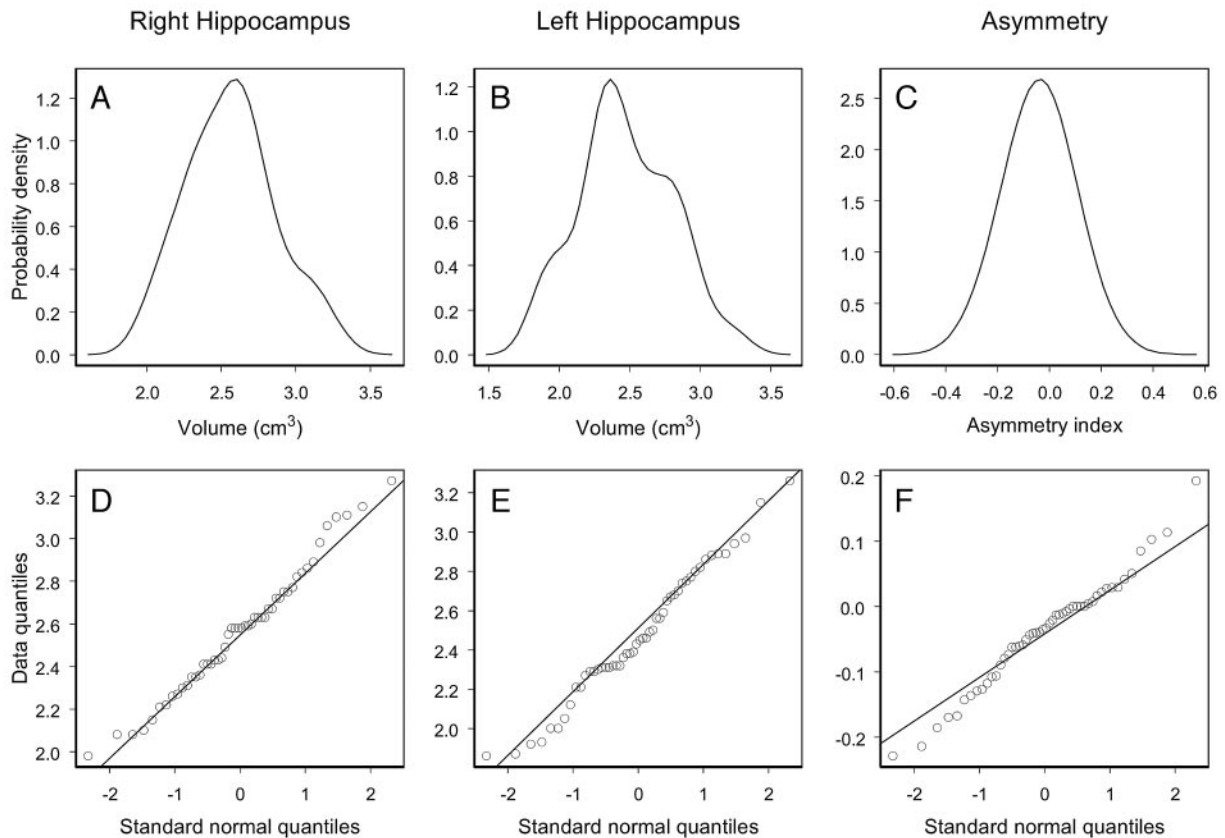 Right Hippocampus
Left Hippocampus
Asymmetry
A
B
C
Probability density
1.2
1.0
0.8
0.6
0.4
0.2
0.0
1.2
1.0
0.8
0.6
0.4
0.2
0.0
2.5
2.0
1.5
1.0
0.5
0.0
2.0 2.5 3.0 3.5
1.5 2.0 2.5 3.0 3.5
-0.6 -0.4 -0.2 0.0 0.2 0.4 0.6
Volume (cm³)
Volume (cm³)
Asymmetry index
D
E
F
Data quantiles
3.2
3.0
2.8
2.6
2.4
2.2
2.0
3.2
3.0
2.8
2.6
2.4
2.2
2.0
0.2
0.1
0.0
-0.1
-0.2
-2 -1 0 1 2
-2 -1 0 1 2
-2 -1 0 1 2
Standard normal quantiles
Standard normal quantiles
Standard normal quantiles